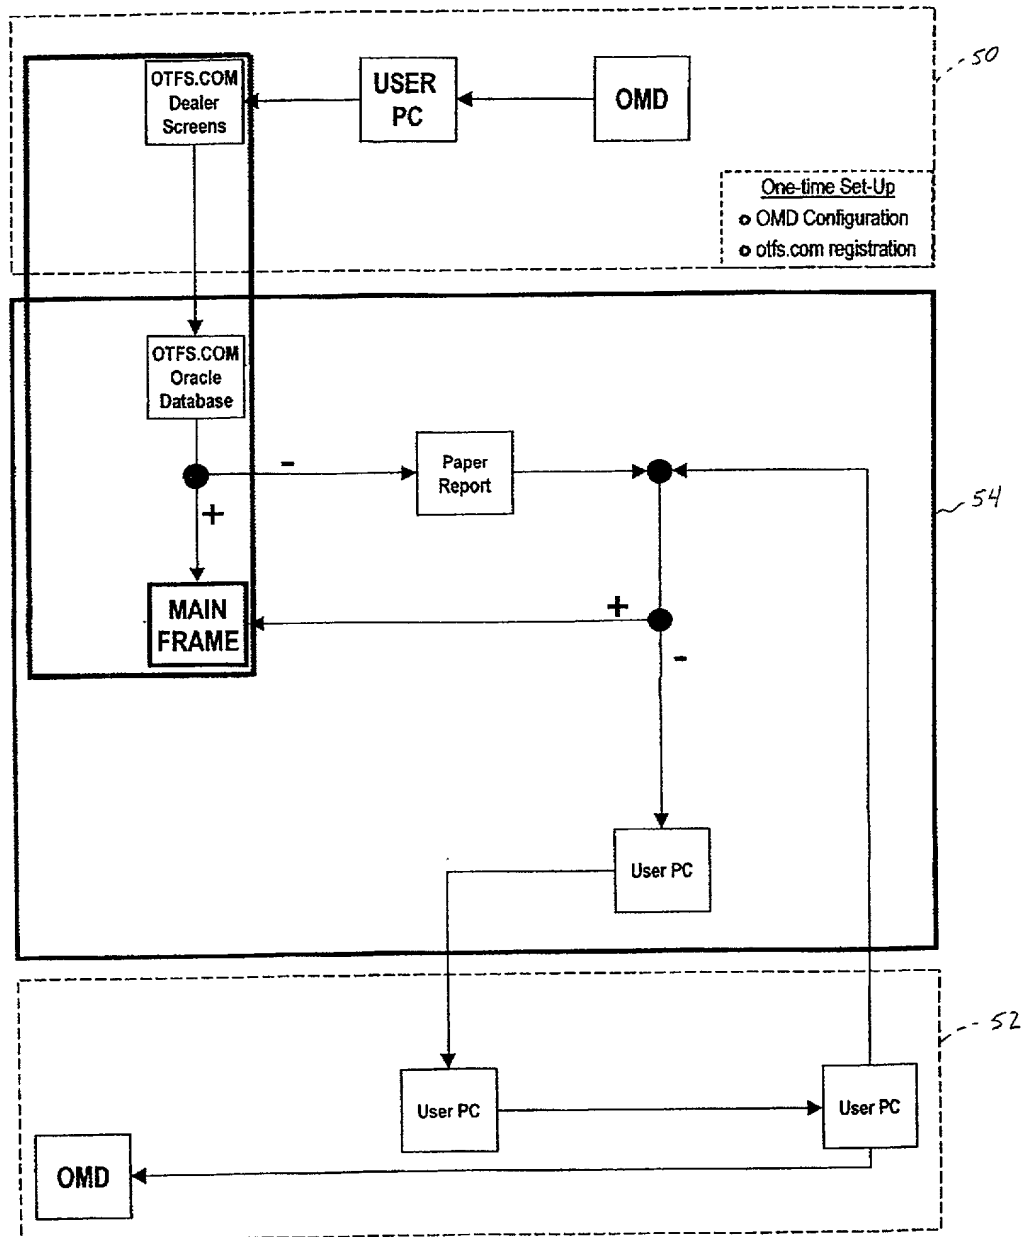 50
OTFS.COM
Dealer
Screens
USER
PC
OMD
One-time Set-Up
OMD Configuration
otfs.com registration
OTFS.COM
Oracle
Database
-
Paper
Report
54
+
MAIN
FRAME
+
-
User PC
52
User PC
User PC
OMD